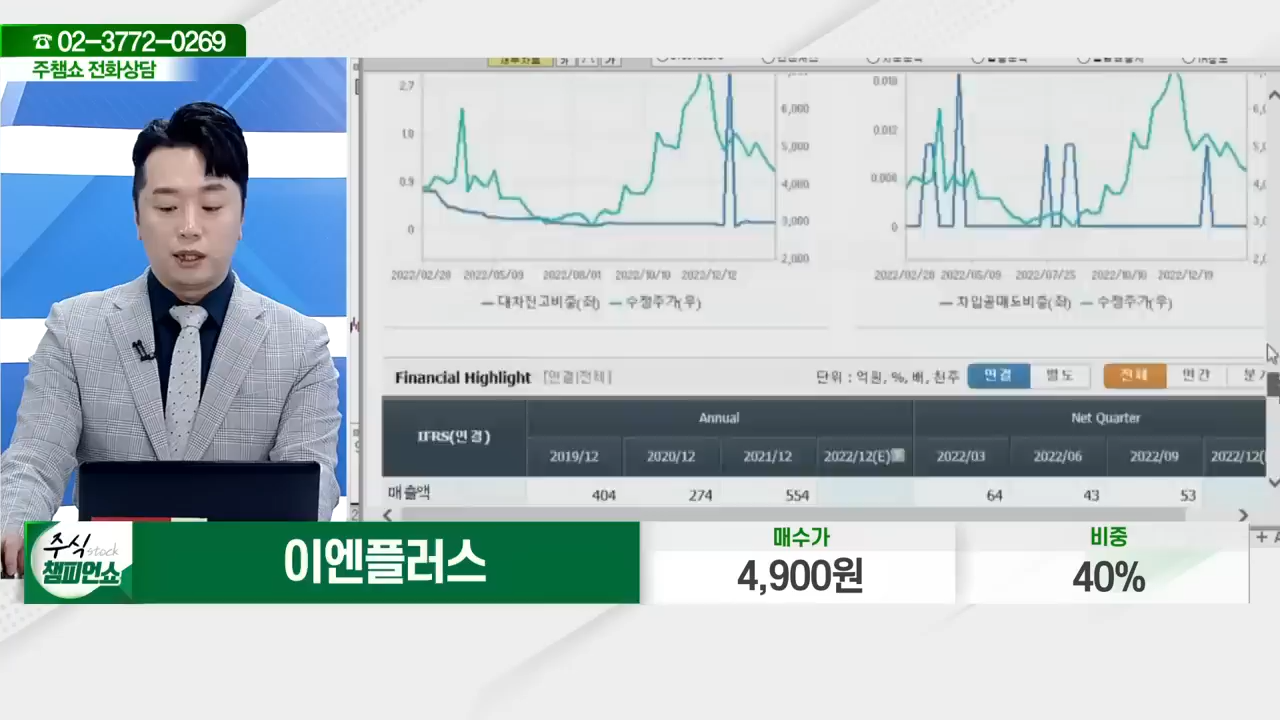 ☎ 02-3772-0269
주챔쇼 전화상담
2.7
1.8
0.9
0
6,000
5,000
4,000
3,000
2,000
2022/02/28 2022/05/09 2022/08/01 2022/10/10 2022/12/12
대차잔고비중(좌) 수정주가(우)
0.018
0.012
0.006
0
2022/02/28 2022/05/09 2022/07/25 2022/10/10 2022/12/19
차입공매도비중(좌) 수정주가(우)
Financial Highlight [연결|전체]
단위 : 억원, %, 배, 천주 연결 별도 전체 연간
IFRS(연결) Annual Net Quarter
2019/12 2020/12 2021/12 2022/12(E) 2022/03 2022/06 2022/09 2022/12(
매출액 404 274 554 64 43 53
주식 stock
챔피언쇼
이엔플러스
매수가
4,900원
비중
40%